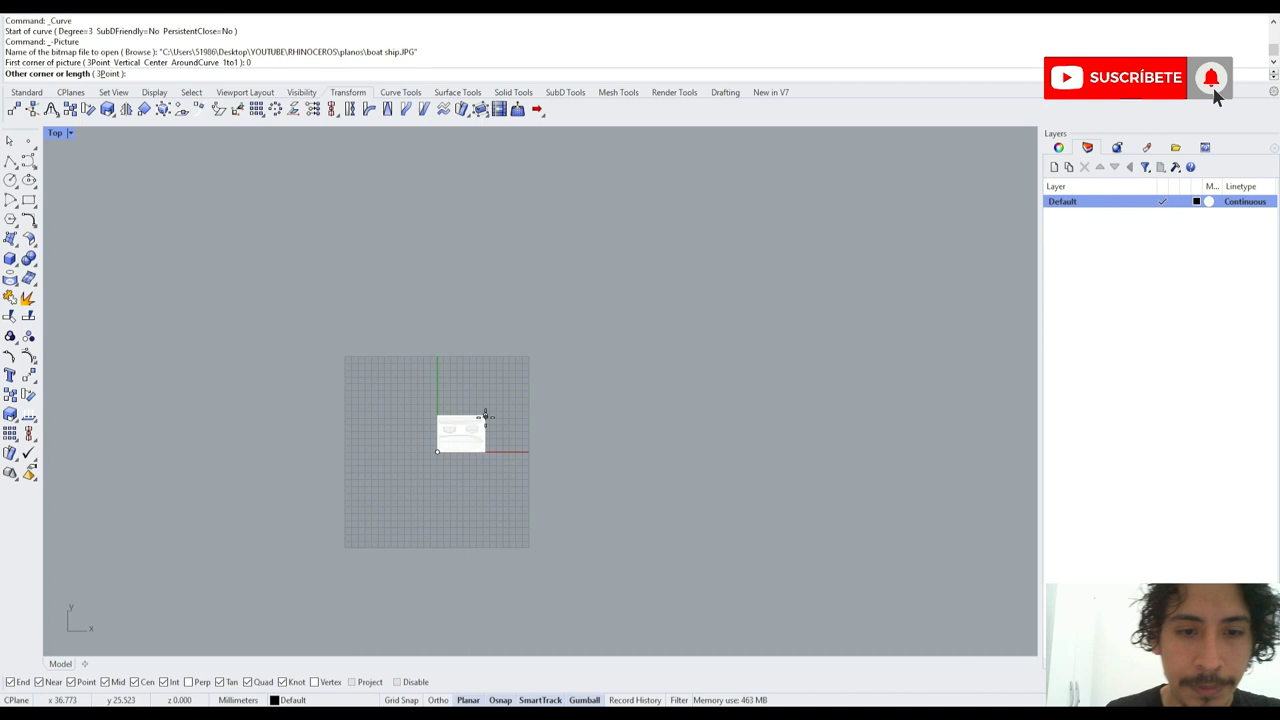 Command: _Curve
Start of curve ( Degree=3 SubDFriendly=No PersistentClose=No )
Command: _-Picture
Name of the bitmap file to open ( Browse ): "C:\Users\51986\Desktop\YOUTUBE\RHINOCEROS\planos\boat ship.JPG"
First corner of picture ( 3Point Vertical Center AroundCurve 1to1 ): 0
Other corner or length ( 3Point ):
SUSCRÍBETE
Standard CPlanes Set View Display Select Viewport Layout Visibility Transform Curve Tools Surface Tools Solid Tools SubD Tools Mesh Tools Render Tools Drafting New in V7
Top
Layers
Layer M... Linetype
Default Continuous
y
x
Model
End Near Point Mid Cen Int Perp Tan Quad Knot Vertex Project Disable
CPlane x 36.773 y 25.523 z 0.000 Millimeters Default Grid Snap Ortho Planar Osnap SmartTrack Gumball Record History Filter Memory use: 463 MB